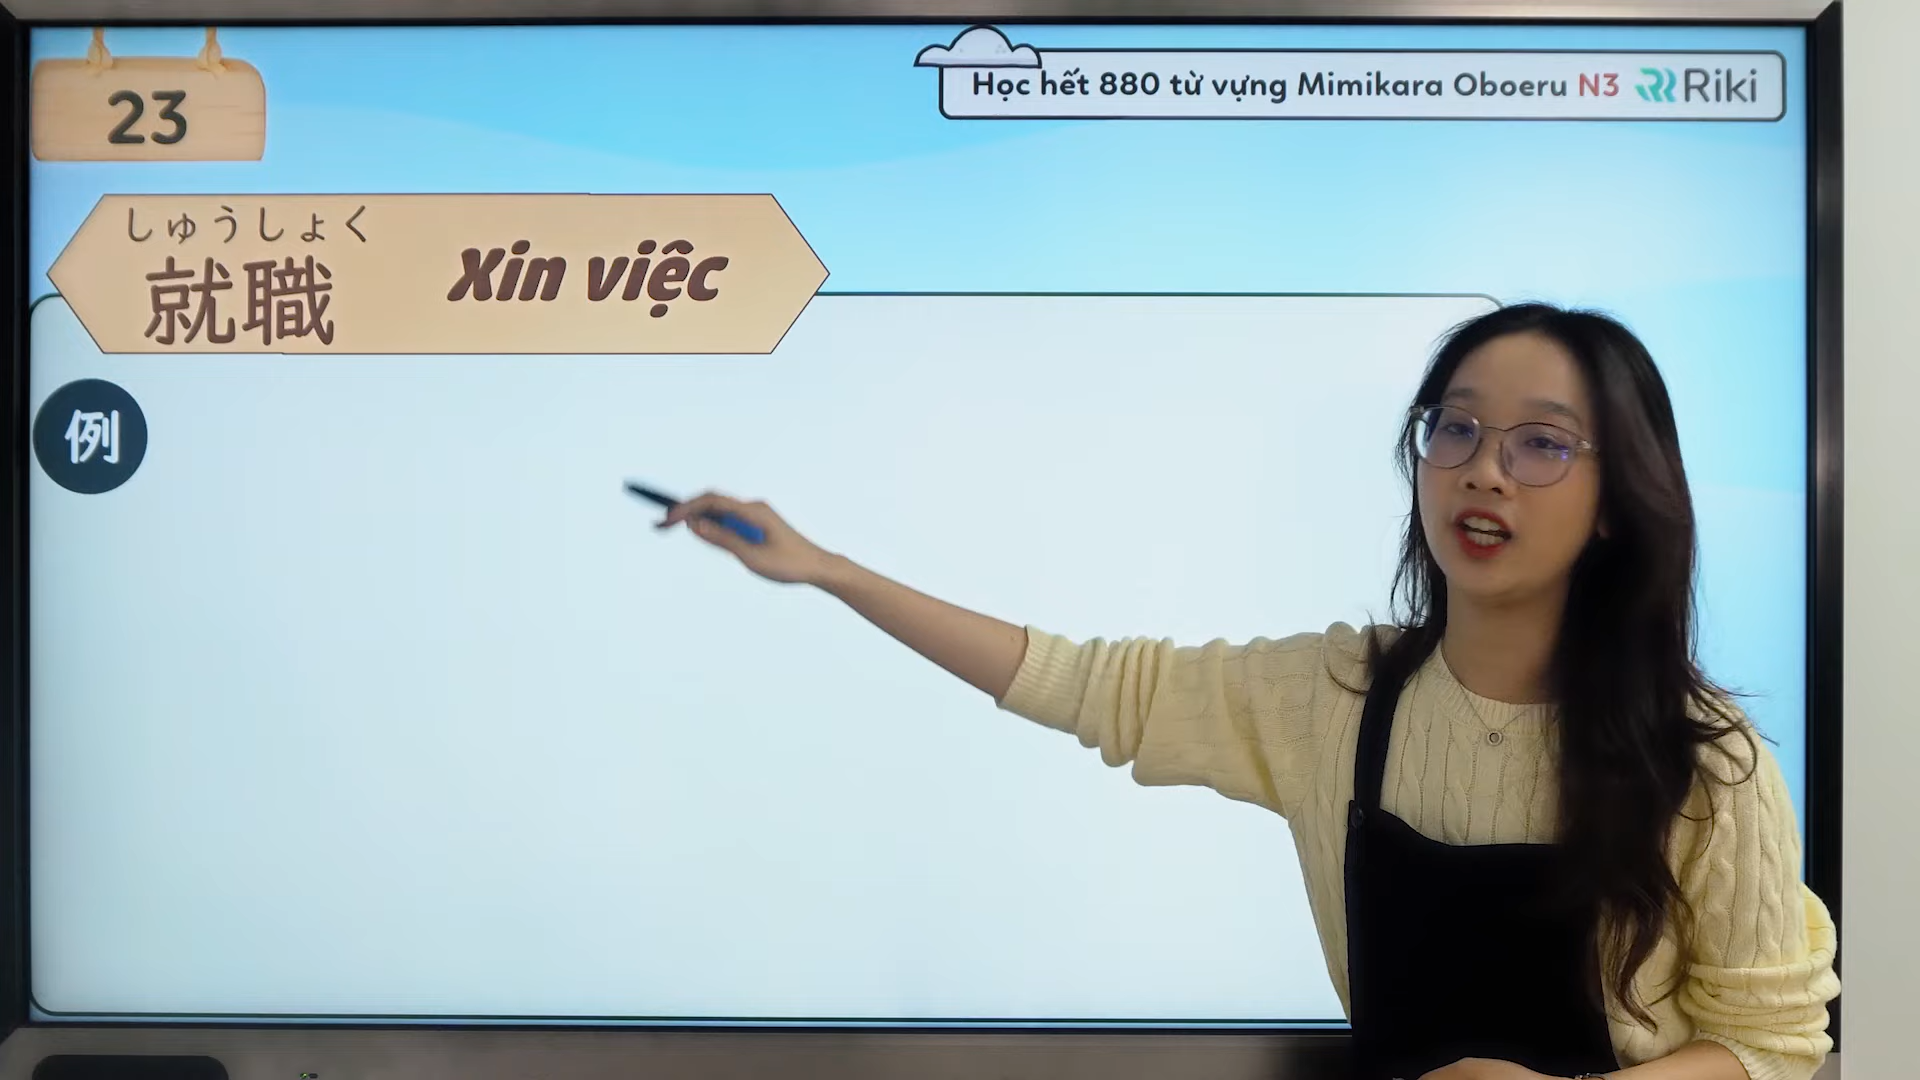 23
Học hết 880 từ vựng Mimikara Oboeru N3 Riki
しゅうしょく
就職 Xin việc
例